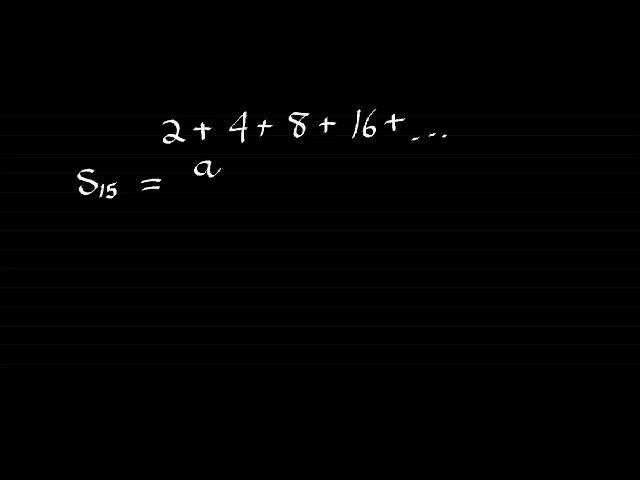 2 + 4 + 8 + 16 + ...
S₁₅ = a